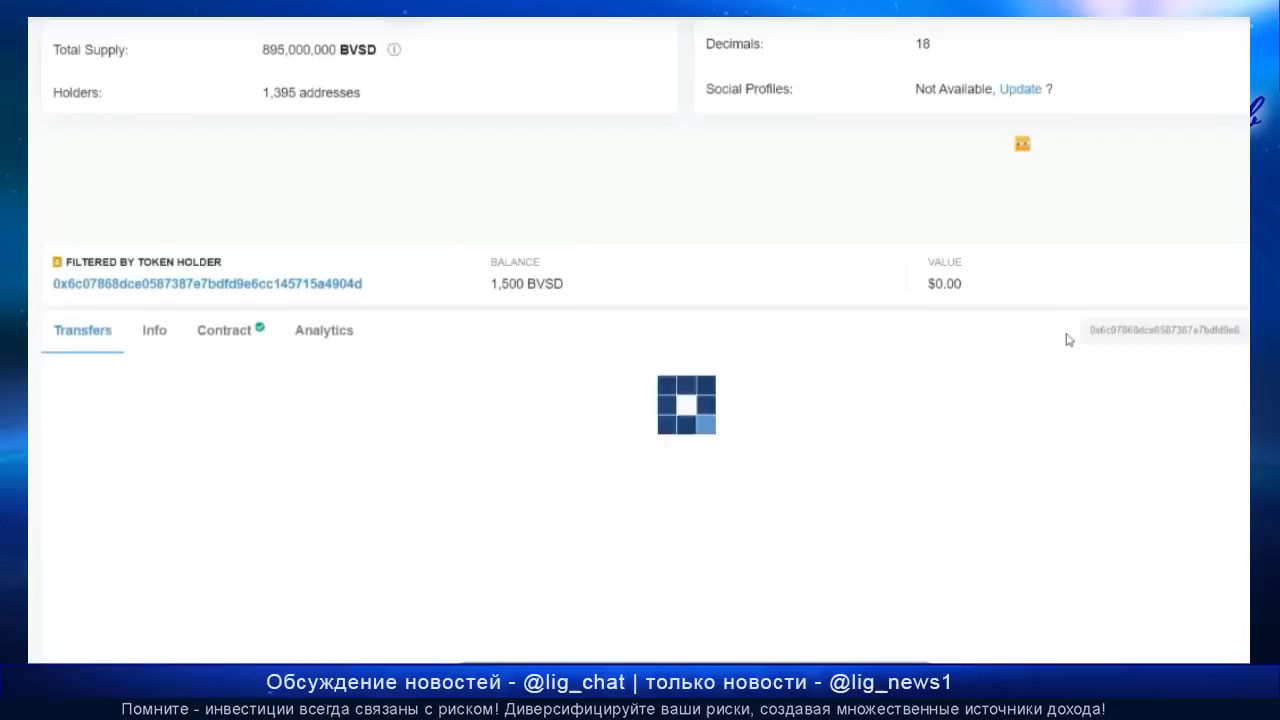 Total Supply: 895,000,000 BVSD
Decimals: 18
Holders: 1,395 addresses
Social Profiles: Not Available, Update ?
FILTERED BY TOKEN HOLDER
0x6c07868dce0587387e7bdfd9e6cc145715a4904d
BALANCE
1,500 BVSD
VALUE
$0.00
Transfers Info Contract Analytics
0x6c07868dce0587387e7bdfd9e6
Обсуждение новостей - @lig_chat | только новости - @lig_news1
Помните - инвестиции всегда связаны с риском! Диверсифицируйте ваши риски, создавая множественные источники дохода!